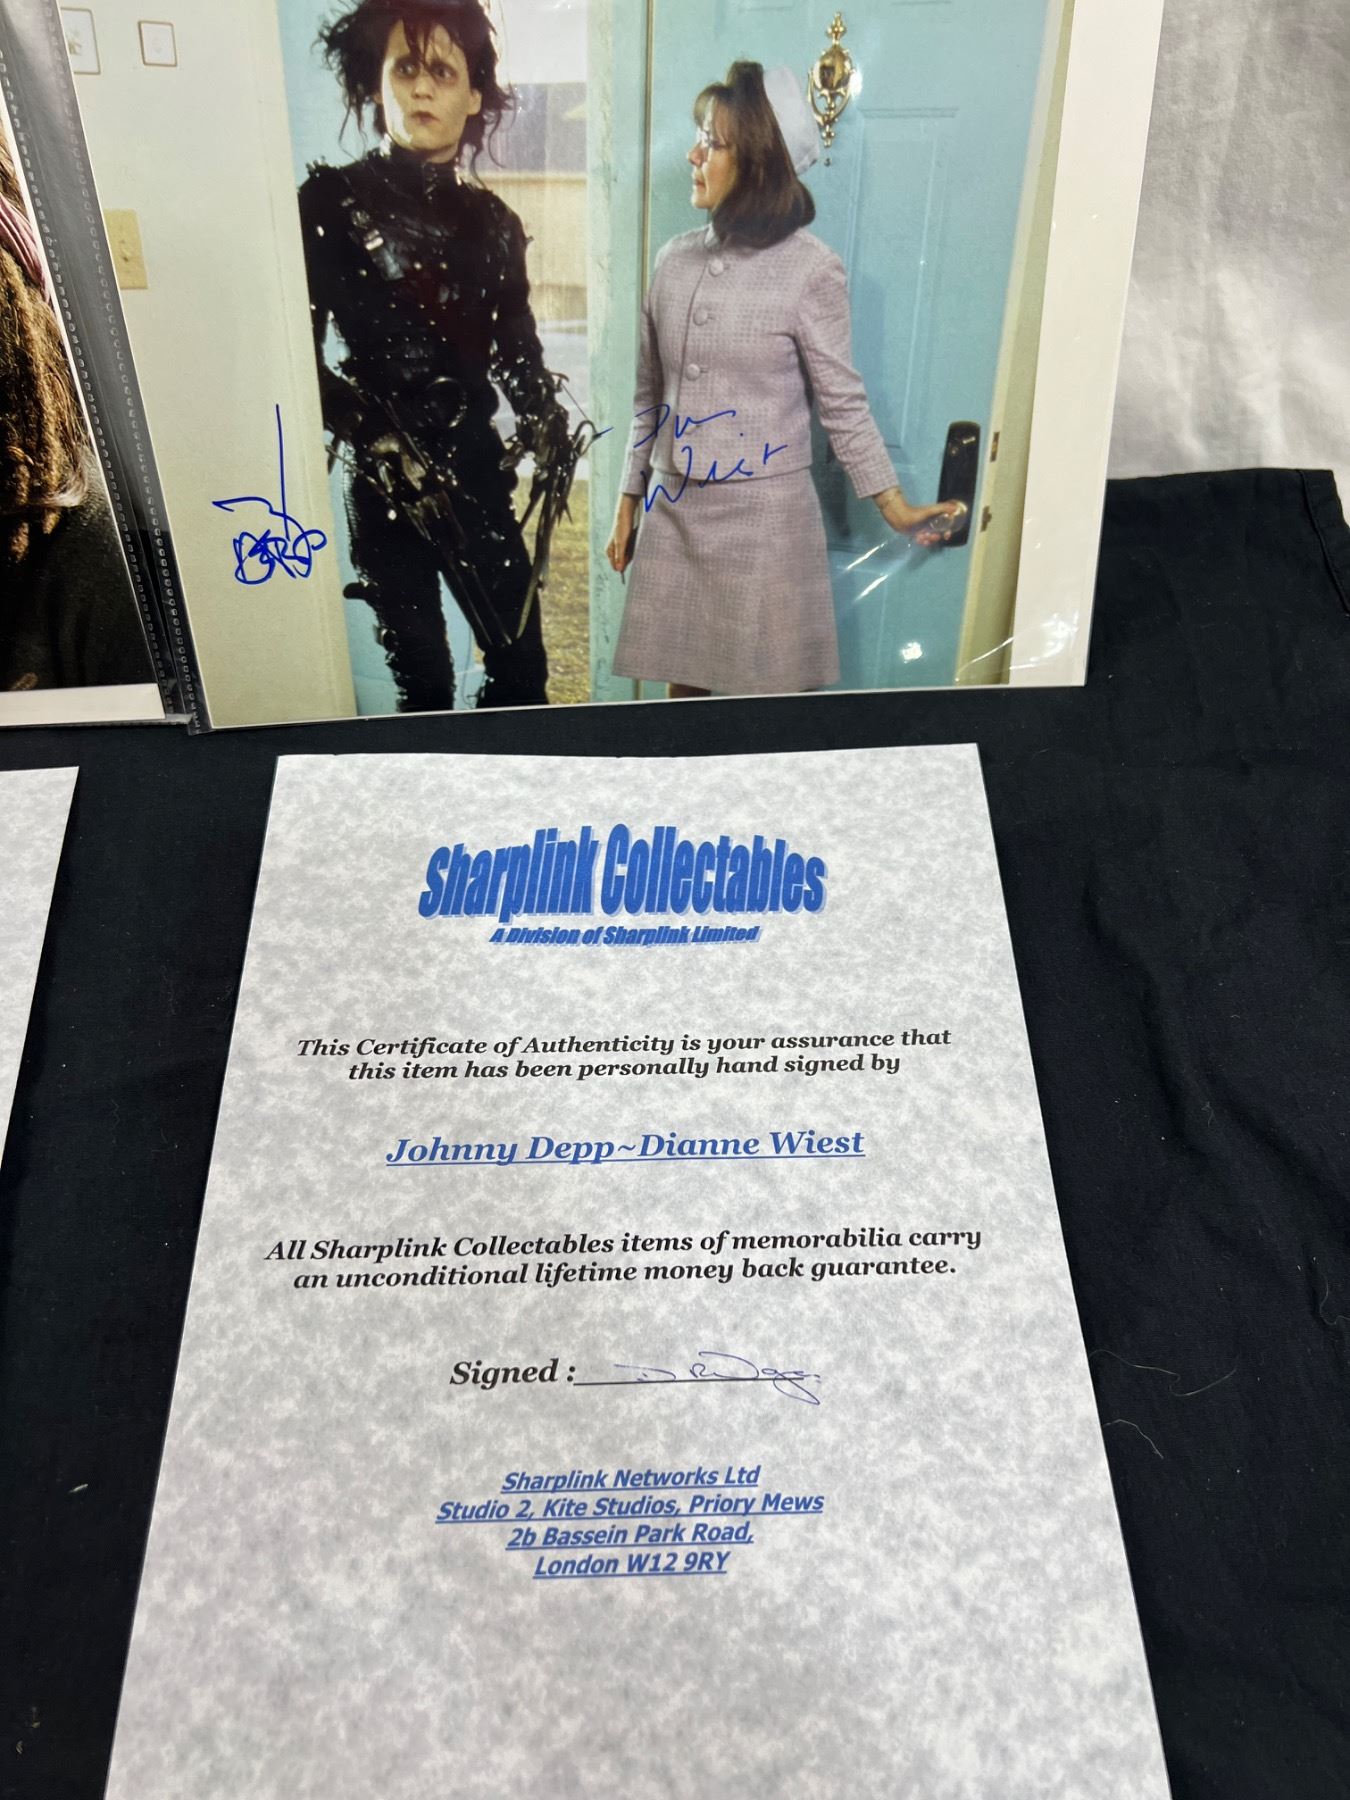 Dianne
Wiest
Sharplink Collectables
A Division of Sharplink Limited
This Certificate of Authenticity is your assurance that
this item has been personally hand signed by
Johnny Depp~Dianne Wiest
All Sharplink Collectables items of memorabilia carry
an unconditional lifetime money back guarantee.
Signed :
Sharplink Networks Ltd
Studio 2, Kite Studios, Priory Mews
2b Bassein Park Road,
London W12 9RY